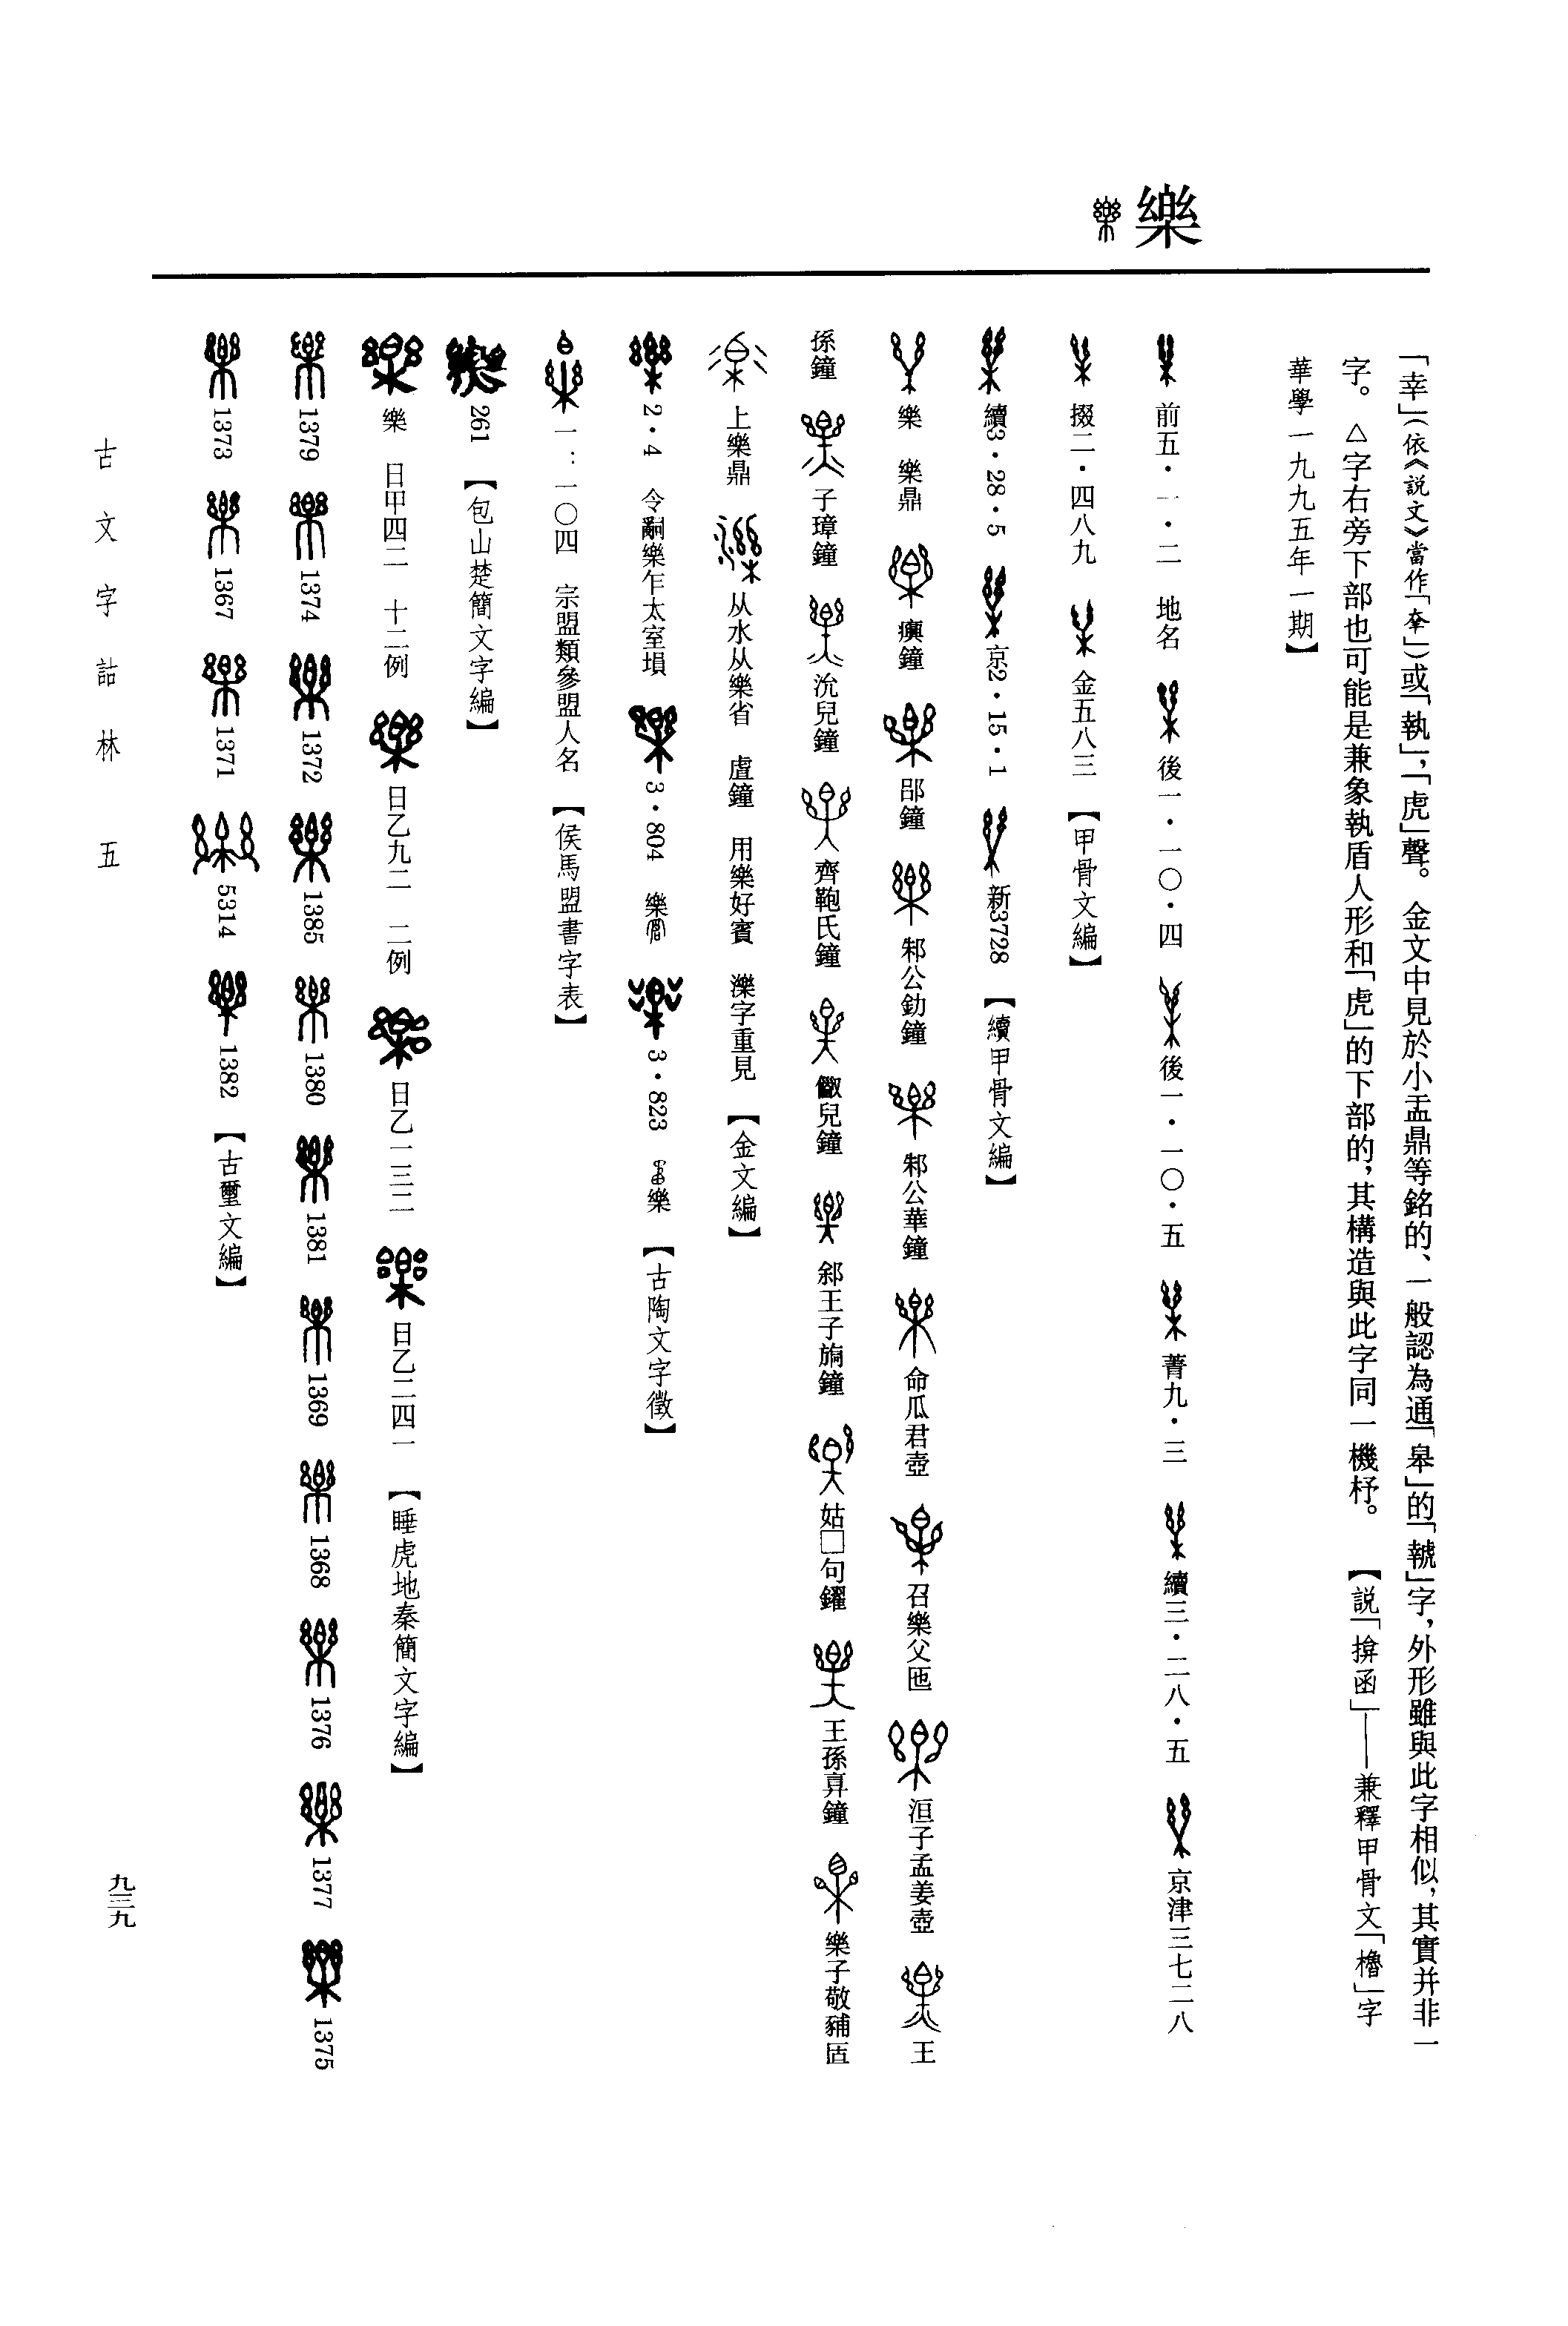 樂
「幸」(依《説文》當作「㚔」)或「執」,「虎」聲。金文中見於小盂鼎等銘的、一般認為通「皋」的「虢」字,外形雖與此字相似,其實并非一
字。 △字右旁下部也可能是兼象執盾人形和「虎」的下部的,其構造與此字同一機杼。 【説「揜函」——兼釋甲骨文「櫓」字
華學一九九五年一期】
前五·一·二 地名 後一·一〇·四 後一·一〇·五 菁九·三 續三·二八·五 京津三七二八
掇二·四八九 金五八三 【甲骨文編】
續3·28·5 京2·15·1 新3728 【續甲骨文編】
樂 樂鼎 𤼈鐘 郘鐘 邾公釛鐘 邾公華鐘 命瓜君壺 召樂父匜 洹子孟姜壺 王
孫鐘 子璋鐘 沇兒鐘 齊鞄氏鐘 兒鐘 王子鐘 姑□句鑃 王孫鐘 樂子敬
上樂鼎 从水从樂省 虘鐘 用樂好賓 濼字重見 【金文編】
2·4 令嗣樂乍太室塤 3·804 樂 3·823 樂 【古陶文字徵】
一:一〇四 宗盟類參盟人名 【侯馬盟書字表】
261 【包山楚簡文字編】
樂 日甲四二 十二例 日乙九二 二例 日乙一三二 日乙二四一 【睡虎地秦簡文字編】
1379 1374 1372 1385 1380 1381 1369 1368 1376 1377 1375
1373 1367 1371 5314 1382 【古璽文編】
古文字詁林 五
九三九